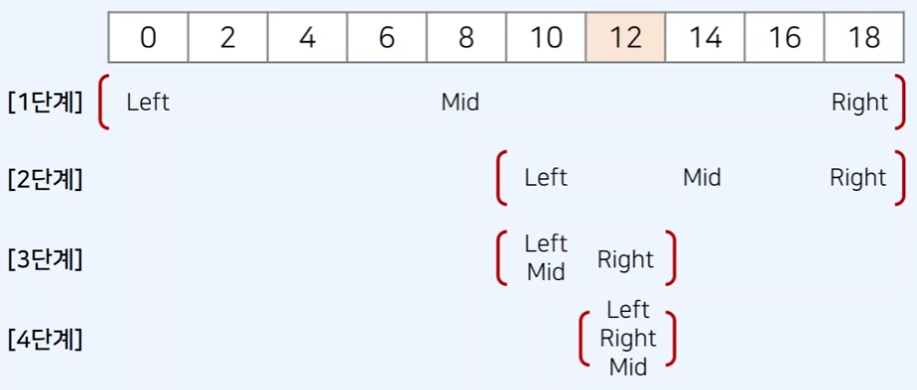 0 2 4 6 8 10 12 14 16 18
[1단계] Left Mid Right
[2단계] Left Mid Right
[3단계] Left Mid Right
[4단계] Left Right Mid